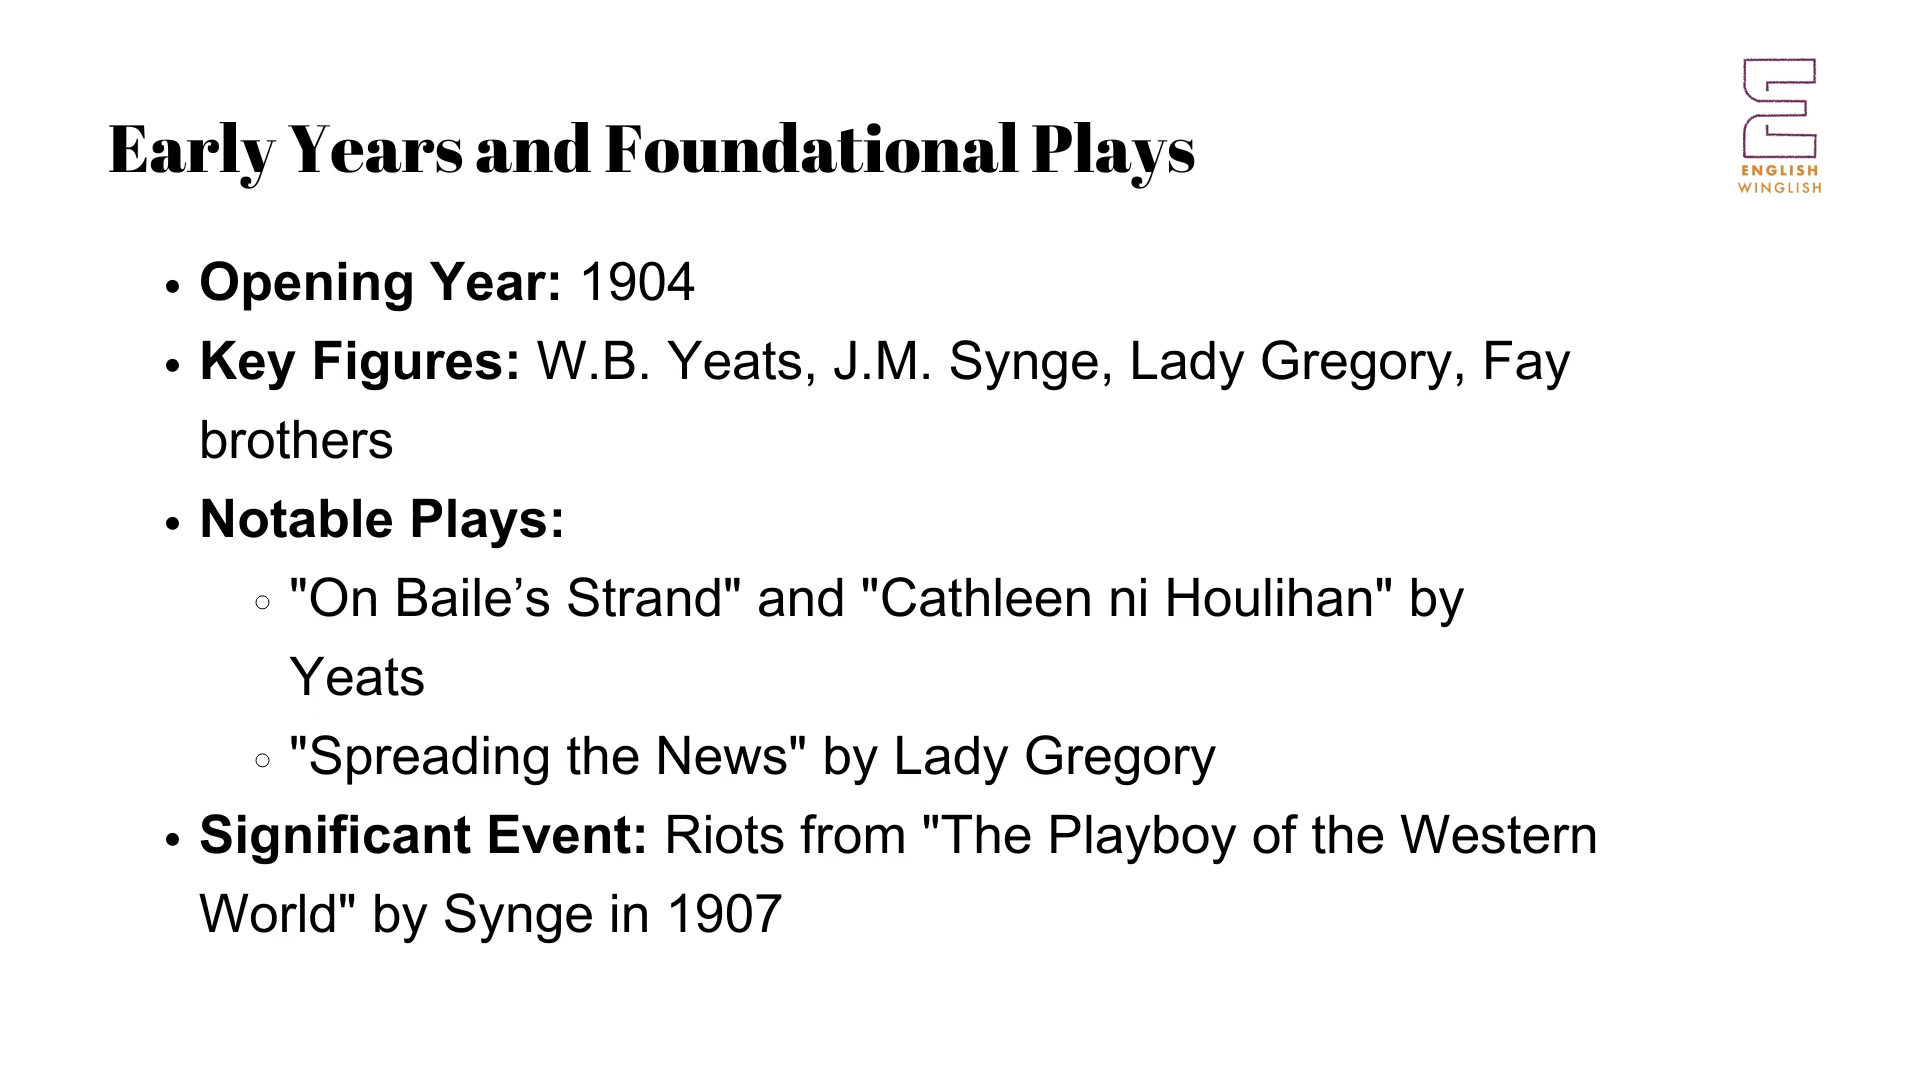 Early Years and Foundational Plays
ENGLISH
WINGLISH
• Opening Year: 1904
• Key Figures: W.B. Yeats, J.M. Synge, Lady Gregory, Fay
brothers
• Notable Plays:
◦ "On Baile’s Strand" and "Cathleen ni Houlihan" by
Yeats
◦ "Spreading the News" by Lady Gregory
• Significant Event: Riots from "The Playboy of the Western
World" by Synge in 1907